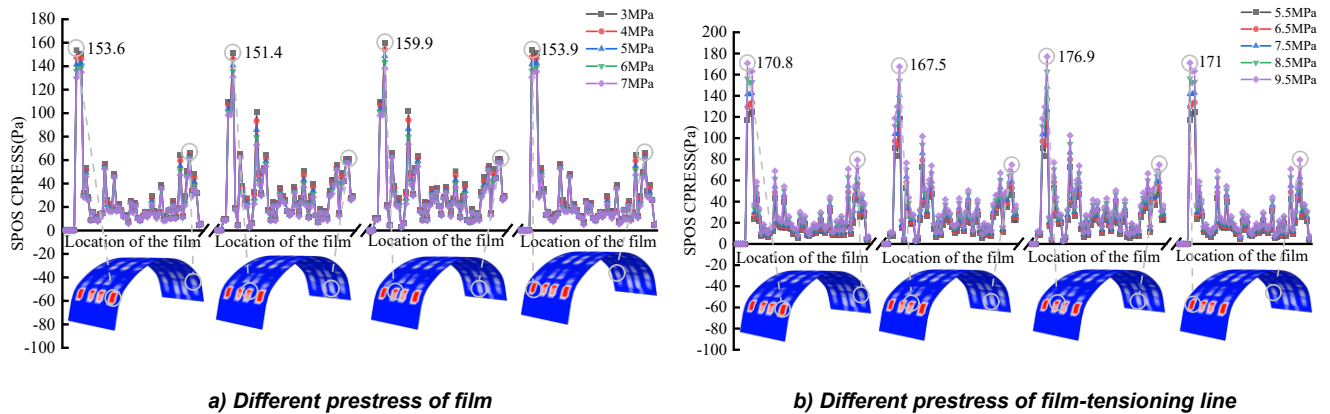 180
160
140
120
100
80
60
40
20
0
-20
-40
-60
-80
-100
SPOS CPRESS(Pa)
3MPa
4MPa
5MPa
6MPa
7MPa
153.6
151.4
159.9
153.9
Location of the film
Location of the film
Location of the film
Location of the film
a) Different prestress of film
200
180
160
140
120
100
80
60
40
20
0
-20
-40
-60
-80
-100
SPOS CPRESS(Pa)
5.5MPa
6.5MPa
7.5MPa
8.5MPa
9.5MPa
170.8
167.5
176.9
171
Location of the film
Location of the film
Location of the film
Location of the film
b) Different prestress of film-tensioning line